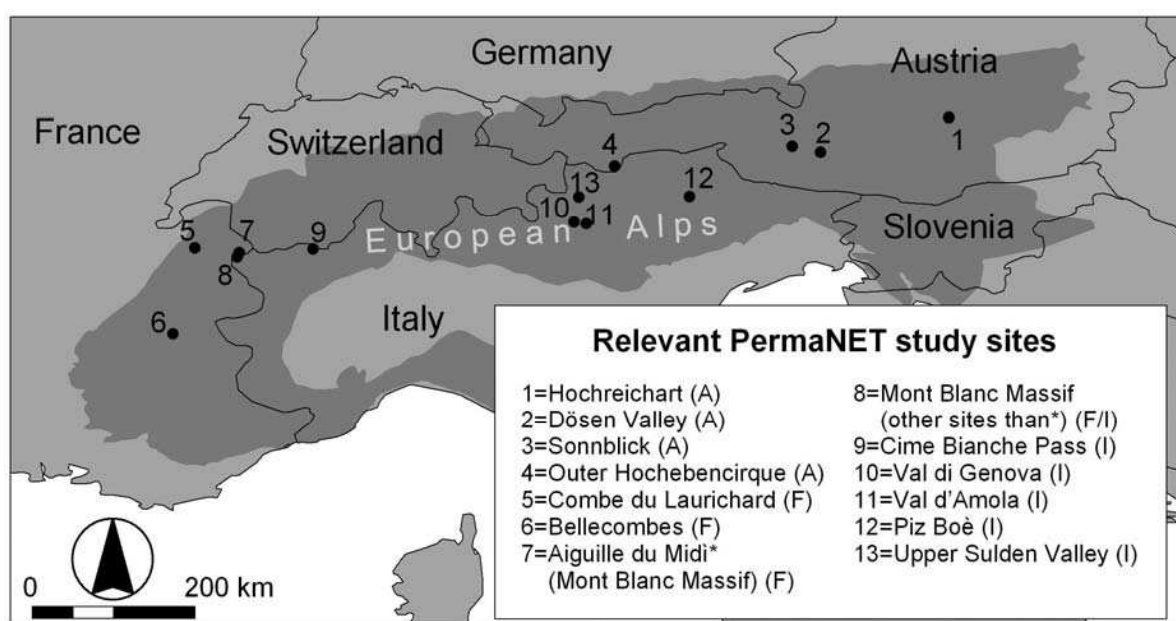 Germany
Austria
France
Switzerland
3
2
1
4
13
12
10
11
Slovenia
5
7
9
8
European Alps
6
Italy
Relevant PermaNET study sites
1=Hochreichart (A)
2=Dösen Valley (A)
3=Sonnblick (A)
4=Outer Hochebencirque (A)
5=Combe du Laurichard (F)
6=Bellecombes (F)
7=Aiguille du Midì*
(Mont Blanc Massif) (F)
8=Mont Blanc Massif
(other sites than*) (F/I)
9=Cime Bianche Pass (I)
10=Val di Genova (I)
11=Val d'Amola (I)
12=Piz Boè (I)
13=Upper Sulden Valley (I)
0 200 km